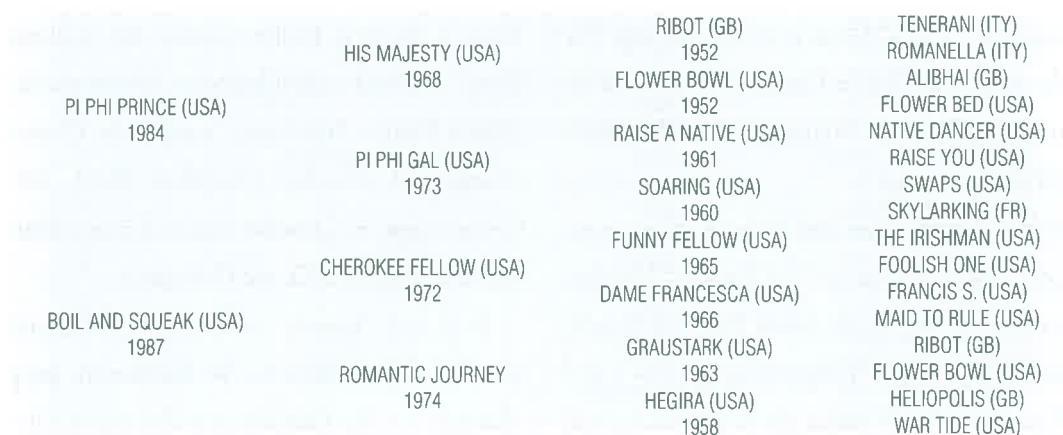 PI PHI PRINCE (USA)
1984
BOIL AND SQUEAK (USA)
1987
HIS MAJESTY (USA)
1968
PI PHI GAL (USA)
1973
CHEROKEE FELLOW (USA)
1972
ROMANTIC JOURNEY
1974
RIBOT (GB)
1952
FLOWER BOWL (USA)
1952
RAISE A NATIVE (USA)
1961
SOARING (USA)
1960
FUNNY FELLOW (USA)
1965
DAME FRANCESCA (USA)
1966
GRAUSTARK (USA)
1963
HEGIRA (USA)
1958
TENERANI (ITY)
ROMANELLA (ITY)
ALIBHAI (GB)
FLOWER BED (USA)
NATIVE DANCER (USA)
RAISE YOU (USA)
SWAPS (USA)
SKYLARKING (FR)
THE IRISHMAN (USA)
FOOLISH ONE (USA)
FRANCIS S. (USA)
MAID TO RULE (USA)
RIBOT (GB)
FLOWER BOWL (USA)
HELIOPOLIS (GB)
WAR TIDE (USA)